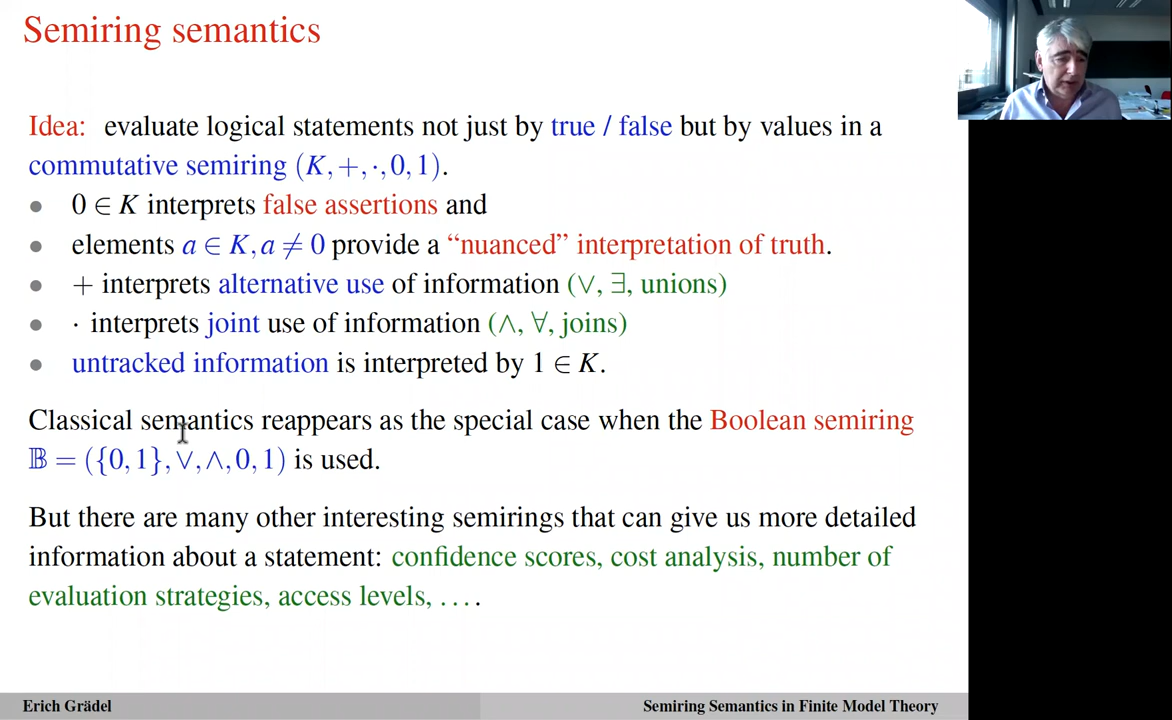 Semiring semantics
Idea: evaluate logical statements not just by true / false but by values in a
commutative semiring (K, +, ·, 0, 1).
• 0 ∈ K interprets false assertions and
• elements a ∈ K, a ≠ 0 provide a “nuanced” interpretation of truth.
• + interprets alternative use of information (∨, ∃, unions)
• · interprets joint use of information (∧, ∀, joins)
• untracked information is interpreted by 1 ∈ K.
Classical semantics reappears as the special case when the Boolean semiring
𝔹 = ({0, 1}, ∨, ∧, 0, 1) is used.
But there are many other interesting semirings that can give us more detailed
information about a statement: confidence scores, cost analysis, number of
evaluation strategies, access levels, ....
Erich Grädel
Semiring Semantics in Finite Model Theory